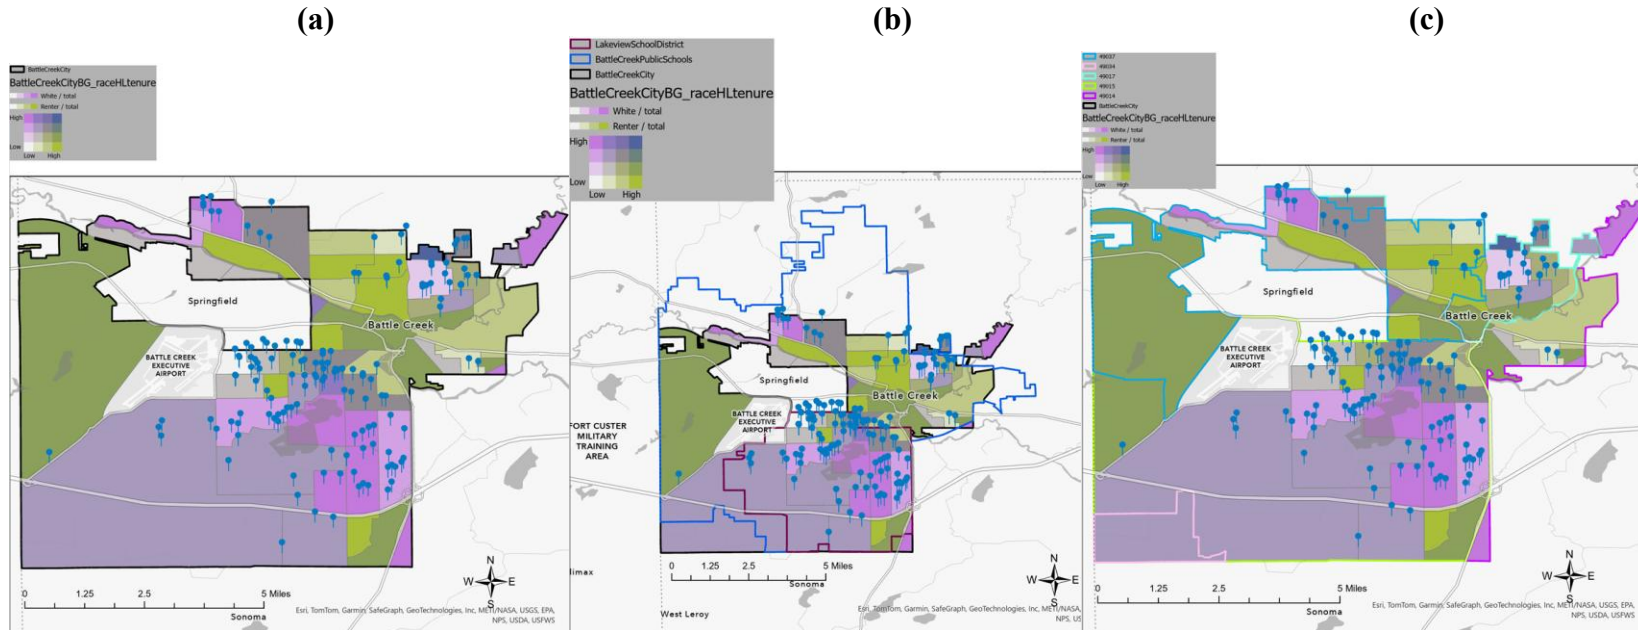 (a)
BattleCreekCity
BattleCreekCityBG_raceHLtenure
White / total
Renter / total
High
Low
Low High
Springfield
Battle Creek
BATTLE CREEK
EXECUTIVE
AIRPORT
N
W E
S
0 1.25 2.5 5 Miles
Sonoma
Esri, TomTom, Garmin, SafeGraph, GeoTechnologies, Inc, METI/NASA, USGS, EPA,
NPS, USDA, USFWS
(b)
LakeviewSchoolDistrict
BattleCreekPublicSchools
BattleCreekCity
BattleCreekCityBG_raceHLtenure
White / total
Renter / total
High
Low
Low High
Springfield
Battle Creek
BATTLE CREEK
EXECUTIVE
AIRPORT
FORT CUSTER
MILITARY
TRAINING
AREA
limax
N
W E
S
0 1.25 2.5 5 Miles
Sonoma
West Leroy
Esri, TomTom, Garmin, SafeGraph, GeoTechnologies, Inc, METI/NASA,
NPS, US
(c)
49037
49034
49017
49015
49014
BattleCreekCity
BattleCreekCityBG_raceHLtenure
White / total
Renter / total
High
Low
Low High
Springfield
Battle Creek
BATTLE CREEK
EXECUTIVE
AIRPORT
N
W E
S
0 1.25 2.5 5 Miles
Sonoma
Esri, TomTom, Garmin, SafeGraph, GeoTechnologies, Inc, METI/NASA, USGS, EPA,
NPS, USDA, USFWS